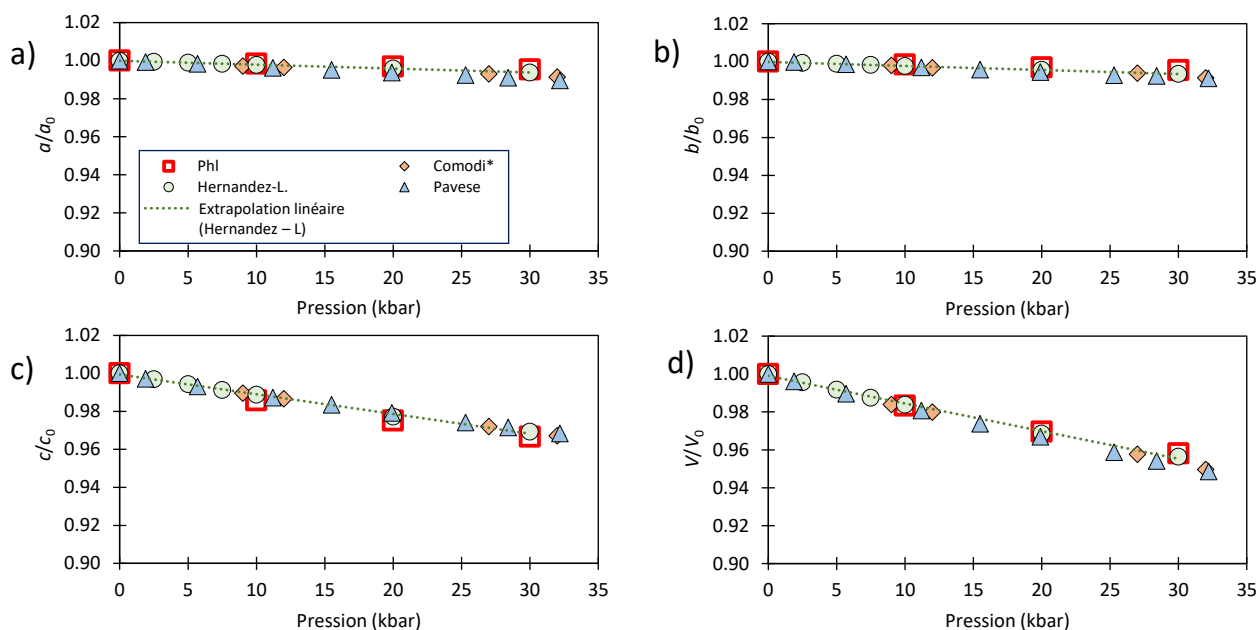 a)
1.02
1.00
0.98
0.96
0.94
0.92
0.90
a/a₀
Phl
Comodi*
Hernandez-L.
Pavese
Extrapolation linéaire
(Hernandez – L)
0 5 10 15 20 25 30 35
Pression (kbar)
b)
1.02
1.00
0.98
0.96
0.94
0.92
0.90
b/b₀
0 5 10 15 20 25 30 35
Pression (kbar)
c)
1.02
1.00
0.98
0.96
0.94
0.92
0.90
c/c₀
0 5 10 15 20 25 30 35
Pression (kbar)
d)
1.02
1.00
0.98
0.96
0.94
0.92
0.90
V/V₀
0 5 10 15 20 25 30 35
Pression (kbar)